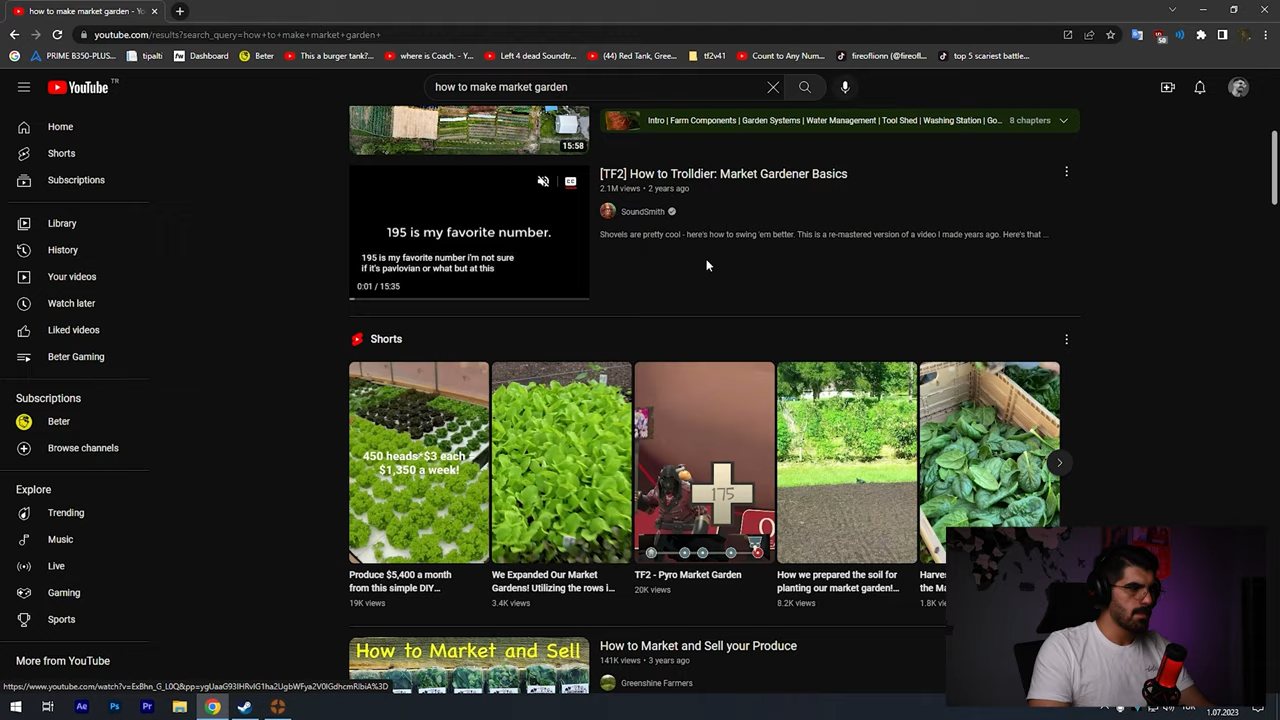 how to make market garden - Yo
youtube.com/results?search_query=how+to+make+market+garden+
50
PRIME B350-PLUS...
tipalti
Dashboard
Beter
This a burger tank?...
where is Coach. - Y...
Left 4 dead Soundtr...
(44) Red Tank, Gree...
tf2v41
Count to Any Num...
fireoflionn (@fireofl...
top 5 scariest battle...
YouTube TR
how to make market garden
Home
Shorts
Subscriptions
Library
History
Your videos
Watch later
Liked videos
Beter Gaming
Subscriptions
Beter
Browse channels
Explore
Trending
Music
Live
Gaming
Sports
More from YouTube
15:58
Intro | Farm Components | Garden Systems | Water Management | Tool Shed | Washing Station | Go...
8 chapters
CC
195 is my favorite number.
195 is my favorite number i'm not sure
if it's pavlovian or what but at this
0:01 / 15:35
[TF2] How to Trolldier: Market Gardener Basics
2.1M views • 2 years ago
SoundSmith
Shovels are pretty cool - here's how to swing 'em better. This is a re-mastered version of a video I made years ago. Here's that ...
Shorts
450 heads*$3 each =
$1,350 a week!
175
Produce $5,400 a month
from this simple DIY...
19K views
We Expanded Our Market
Gardens! Utilizing the rows i...
3.4K views
TF2 - Pyro Market Garden
20K views
How we prepared the soil for
planting our market garden!...
8.2K views
Harves
the Ma
1.8K vie
How to Market and Sell
How to Market and Sell your Produce
141K views • 3 years ago
Greenshine Farmers
Ae
Ps
Pr
1.07.2023